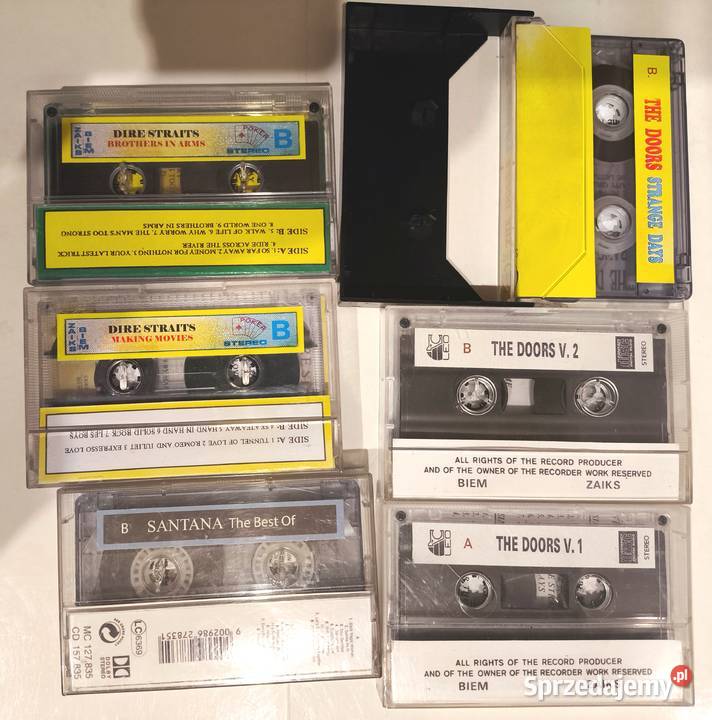 ZAIKS
BIEM
DIRE STRAITS
BROTHERS IN ARMS
POKER
STEREO
B
SIDE A: 1. SO FAR AWAY 2. MONEY FOR NOTHING 3. YOUR LATEST TRICK
4. RIDE ACROSS THE RIVER
SIDE B: 5. WALK OF LIFE 6. WHY WORRY 7. THE MAN'S TOO STRONG
8. ONE WORLD 9. BROTHERS IN ARMS
B. THE DOORS STRANGE DAYS
ZAIKS
BIEM
DIRE STRAITS
MAKING MOVIES
POKER
STEREO
B
SIDE A: 1 TUNNEL OF LOVE 2 ROMEO AND JULIET 3 EXPRESSO LOVE
5 HAND IN HAND 6 SOLID ROCK 7 LES BOYS
B THE DOORS V. 2
STEREO
ALL RIGHTS OF THE RECORD PRODUCER
AND OF THE OWNER OF THE RECORDER WORK RESERVED
BIEM ZAIKS
B SANTANA The Best Of
MC 127,835
CD 157,835
DOLBY
STEREO
LC 6369
9 002986 278351
A THE DOORS V. 1
STEREO
ALL RIGHTS OF THE RECORD PRODUCER
AND OF THE OWNER OF THE RECORDER WORK RESERVED
BIEM
Sprzedajemy.pl